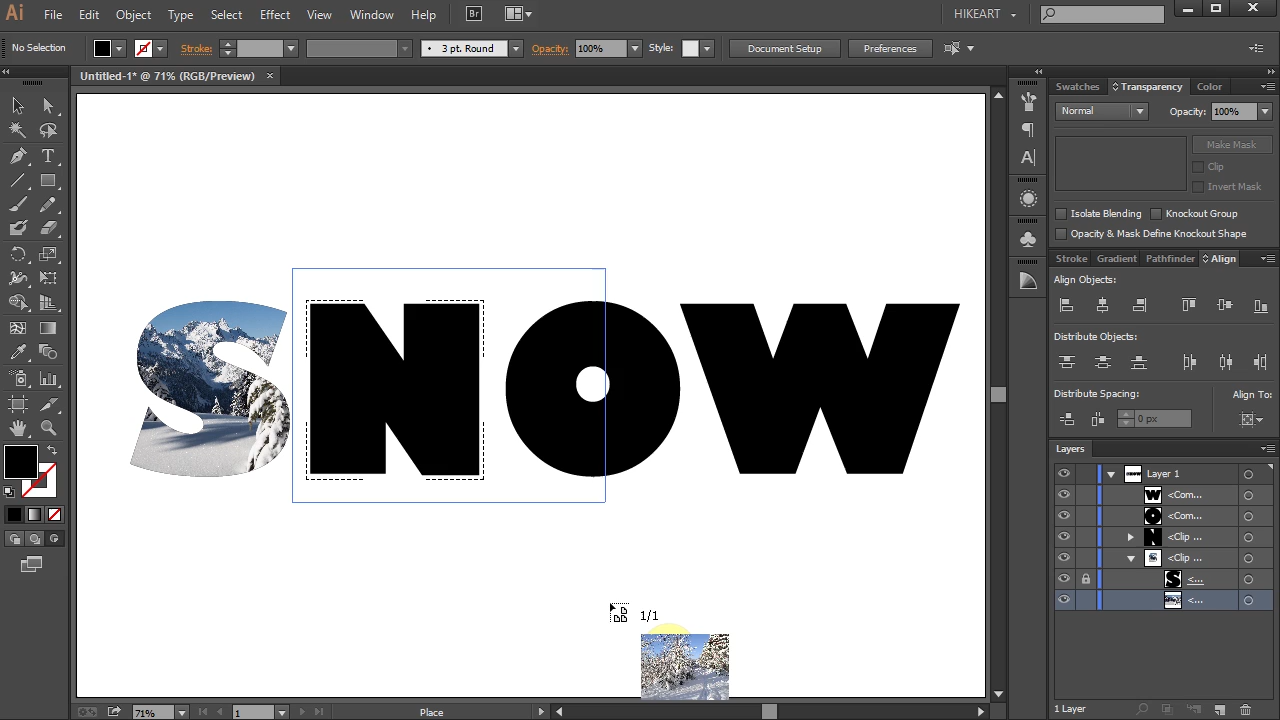 Ai File Edit Object Type Select Effect View Window Help Br HIKEART
No Selection Stroke: 3 pt. Round Opacity: 100% Style: Document Setup Preferences
Untitled-1* @ 71% (RGB/Preview) ×
Swatches Transparency Color
Normal Opacity: 100%
Make Mask
Clip
Invert Mask
Isolate Blending Knockout Group
Opacity & Mask Define Knockout Shape
Stroke Gradient Pathfinder Align
Align Objects:
Distribute Objects:
Distribute Spacing: Align To:
0 px
Layers
Layer 1
<Com...
<Com...
<Clip ...
<Clip ...
<...
<...
SNOW
1/1
71% 1 Place
1 Layer